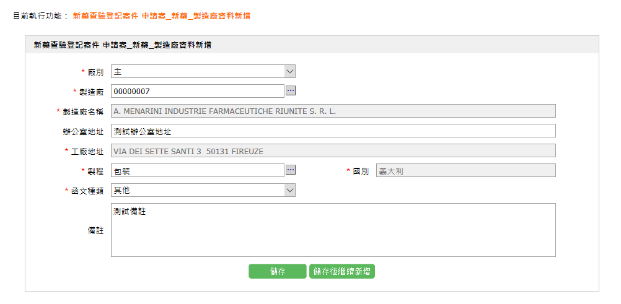 目前執行功能： 新藥查驗登記案件 申請案_新藥_製造廠資料新增
新藥查驗登記案件 申請案_新藥_製造廠資料新增
* 廠別 主
* 製造廠 00000007 ...
* 製造廠名稱 A. MENARINI INDUSTRIE FARMACEUTICHE RIUNITE S. R. L.
辦公室地址 測試辦公室地址
* 工廠地址 VIA DEI SETTE SANTI 3  50131 FIREUZE
* 製程 包裝 ... * 國別 義大利
* 函文種類 其他
備註 測試備註
儲存 儲存後繼續新增